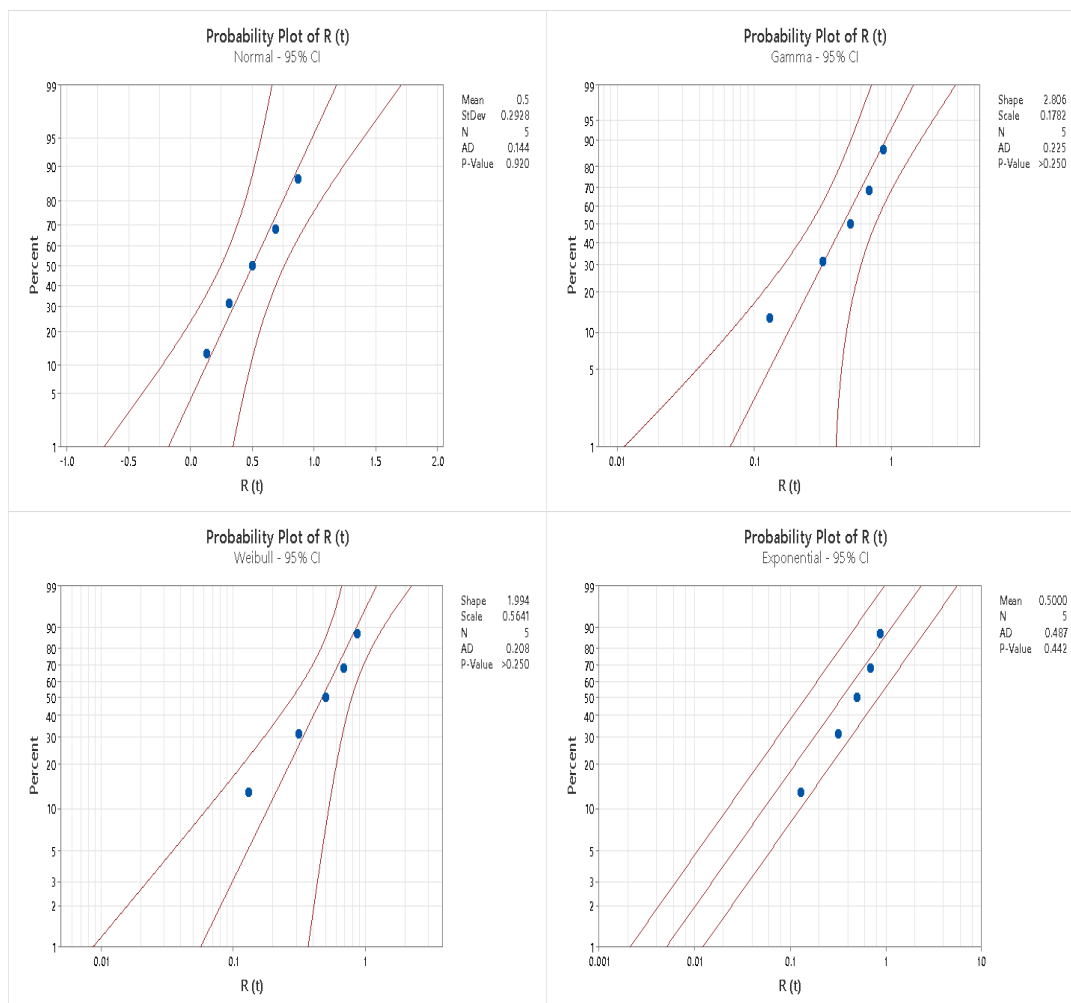 Probability Plot of R (t)
Normal - 95% CI
99
95
90
80
70
60
50
40
30
20
10
5
1
Percent
-1.0
-0.5
0.0
0.5
1.0
1.5
2.0
R (t)
Mean 0.5
StDev 0.2928
N 5
AD 0.144
P-Value 0.920
Probability Plot of R (t)
Gamma - 95% CI
99
95
90
80
70
60
50
40
30
20
10
5
1
Percent
0.01
0.1
1
R (t)
Shape 2.806
Scale 0.1782
N 5
AD 0.225
P-Value >0.250
Probability Plot of R (t)
Weibull - 95% CI
99
90
80
70
60
50
40
30
20
10
5
3
2
1
Percent
0.01
0.1
1
R (t)
Shape 1.994
Scale 0.5641
N 5
AD 0.208
P-Value >0.250
Probability Plot of R (t)
Exponential - 95% CI
99
90
80
70
60
50
40
30
20
10
5
3
2
1
Percent
0.001
0.01
0.1
1
10
R (t)
Mean 0.5000
N 5
AD 0.487
P-Value 0.442